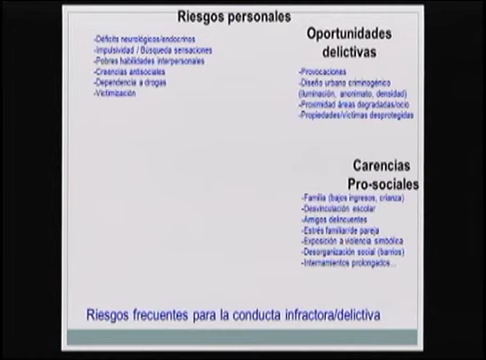 Riesgos personales
-Déficits neurológicos/endocrinos
-Impulsividad / Búsqueda sensaciones
-Pobres habilidades interpersonales
-Creencias antisociales
-Dependencia a drogas
-Victimización
Oportunidades
delictivas
-Provocaciones
-Diseño urbano criminogénico
(iluminación, anonimato, densidad)
-Proximidad áreas degradadas/ocio
-Propiedades/víctimas desprotegidas
Carencias
Pro-sociales
-Familia (bajos ingresos, crianza)
-Desvinculación escolar
-Amigos delincuentes
-Estrés familiar/de pareja
-Exposición a violencia simbólica
-Desorganización social (barrios)
-Internamientos prolongados...
Riesgos frecuentes para la conducta infractora/delictiva